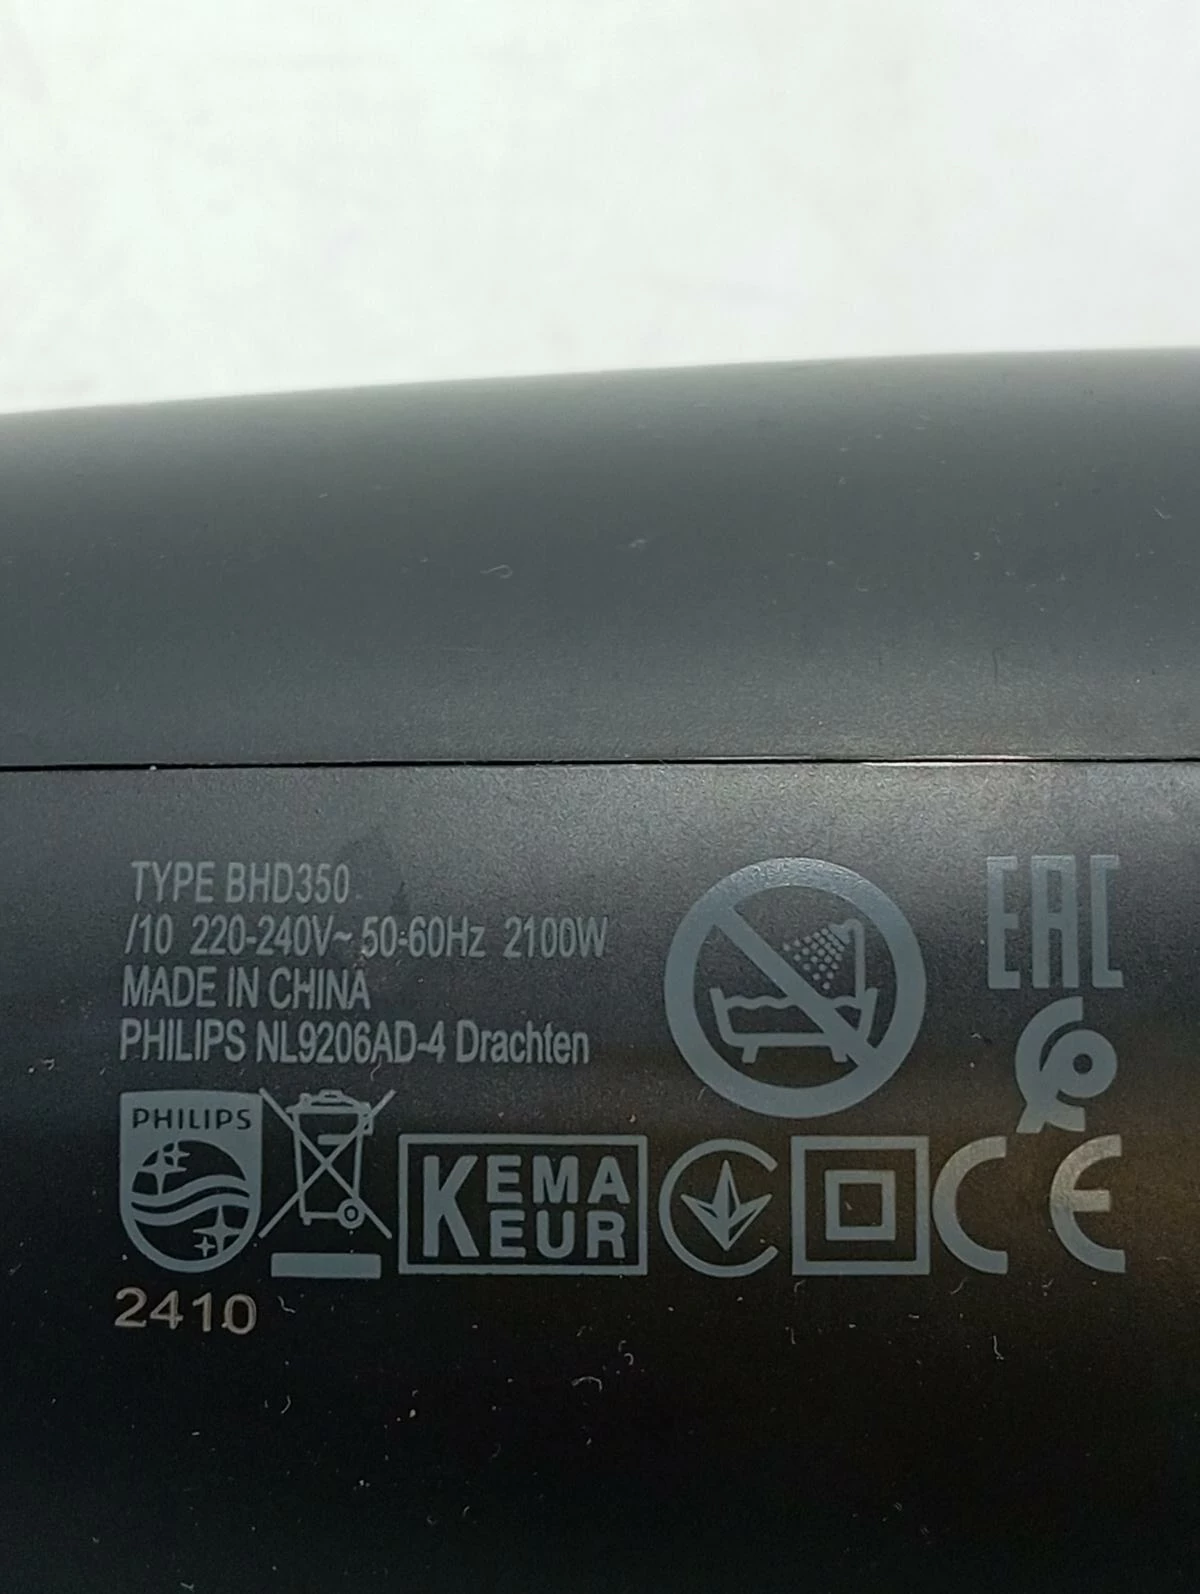 TYPE BHD350
/10 220-240V~ 50-60Hz 2100W
MADE IN CHINA
PHILIPS NL9206AD-4 Drachten
EAC
PHILIPS
KEMA
KEUR
CE
2410